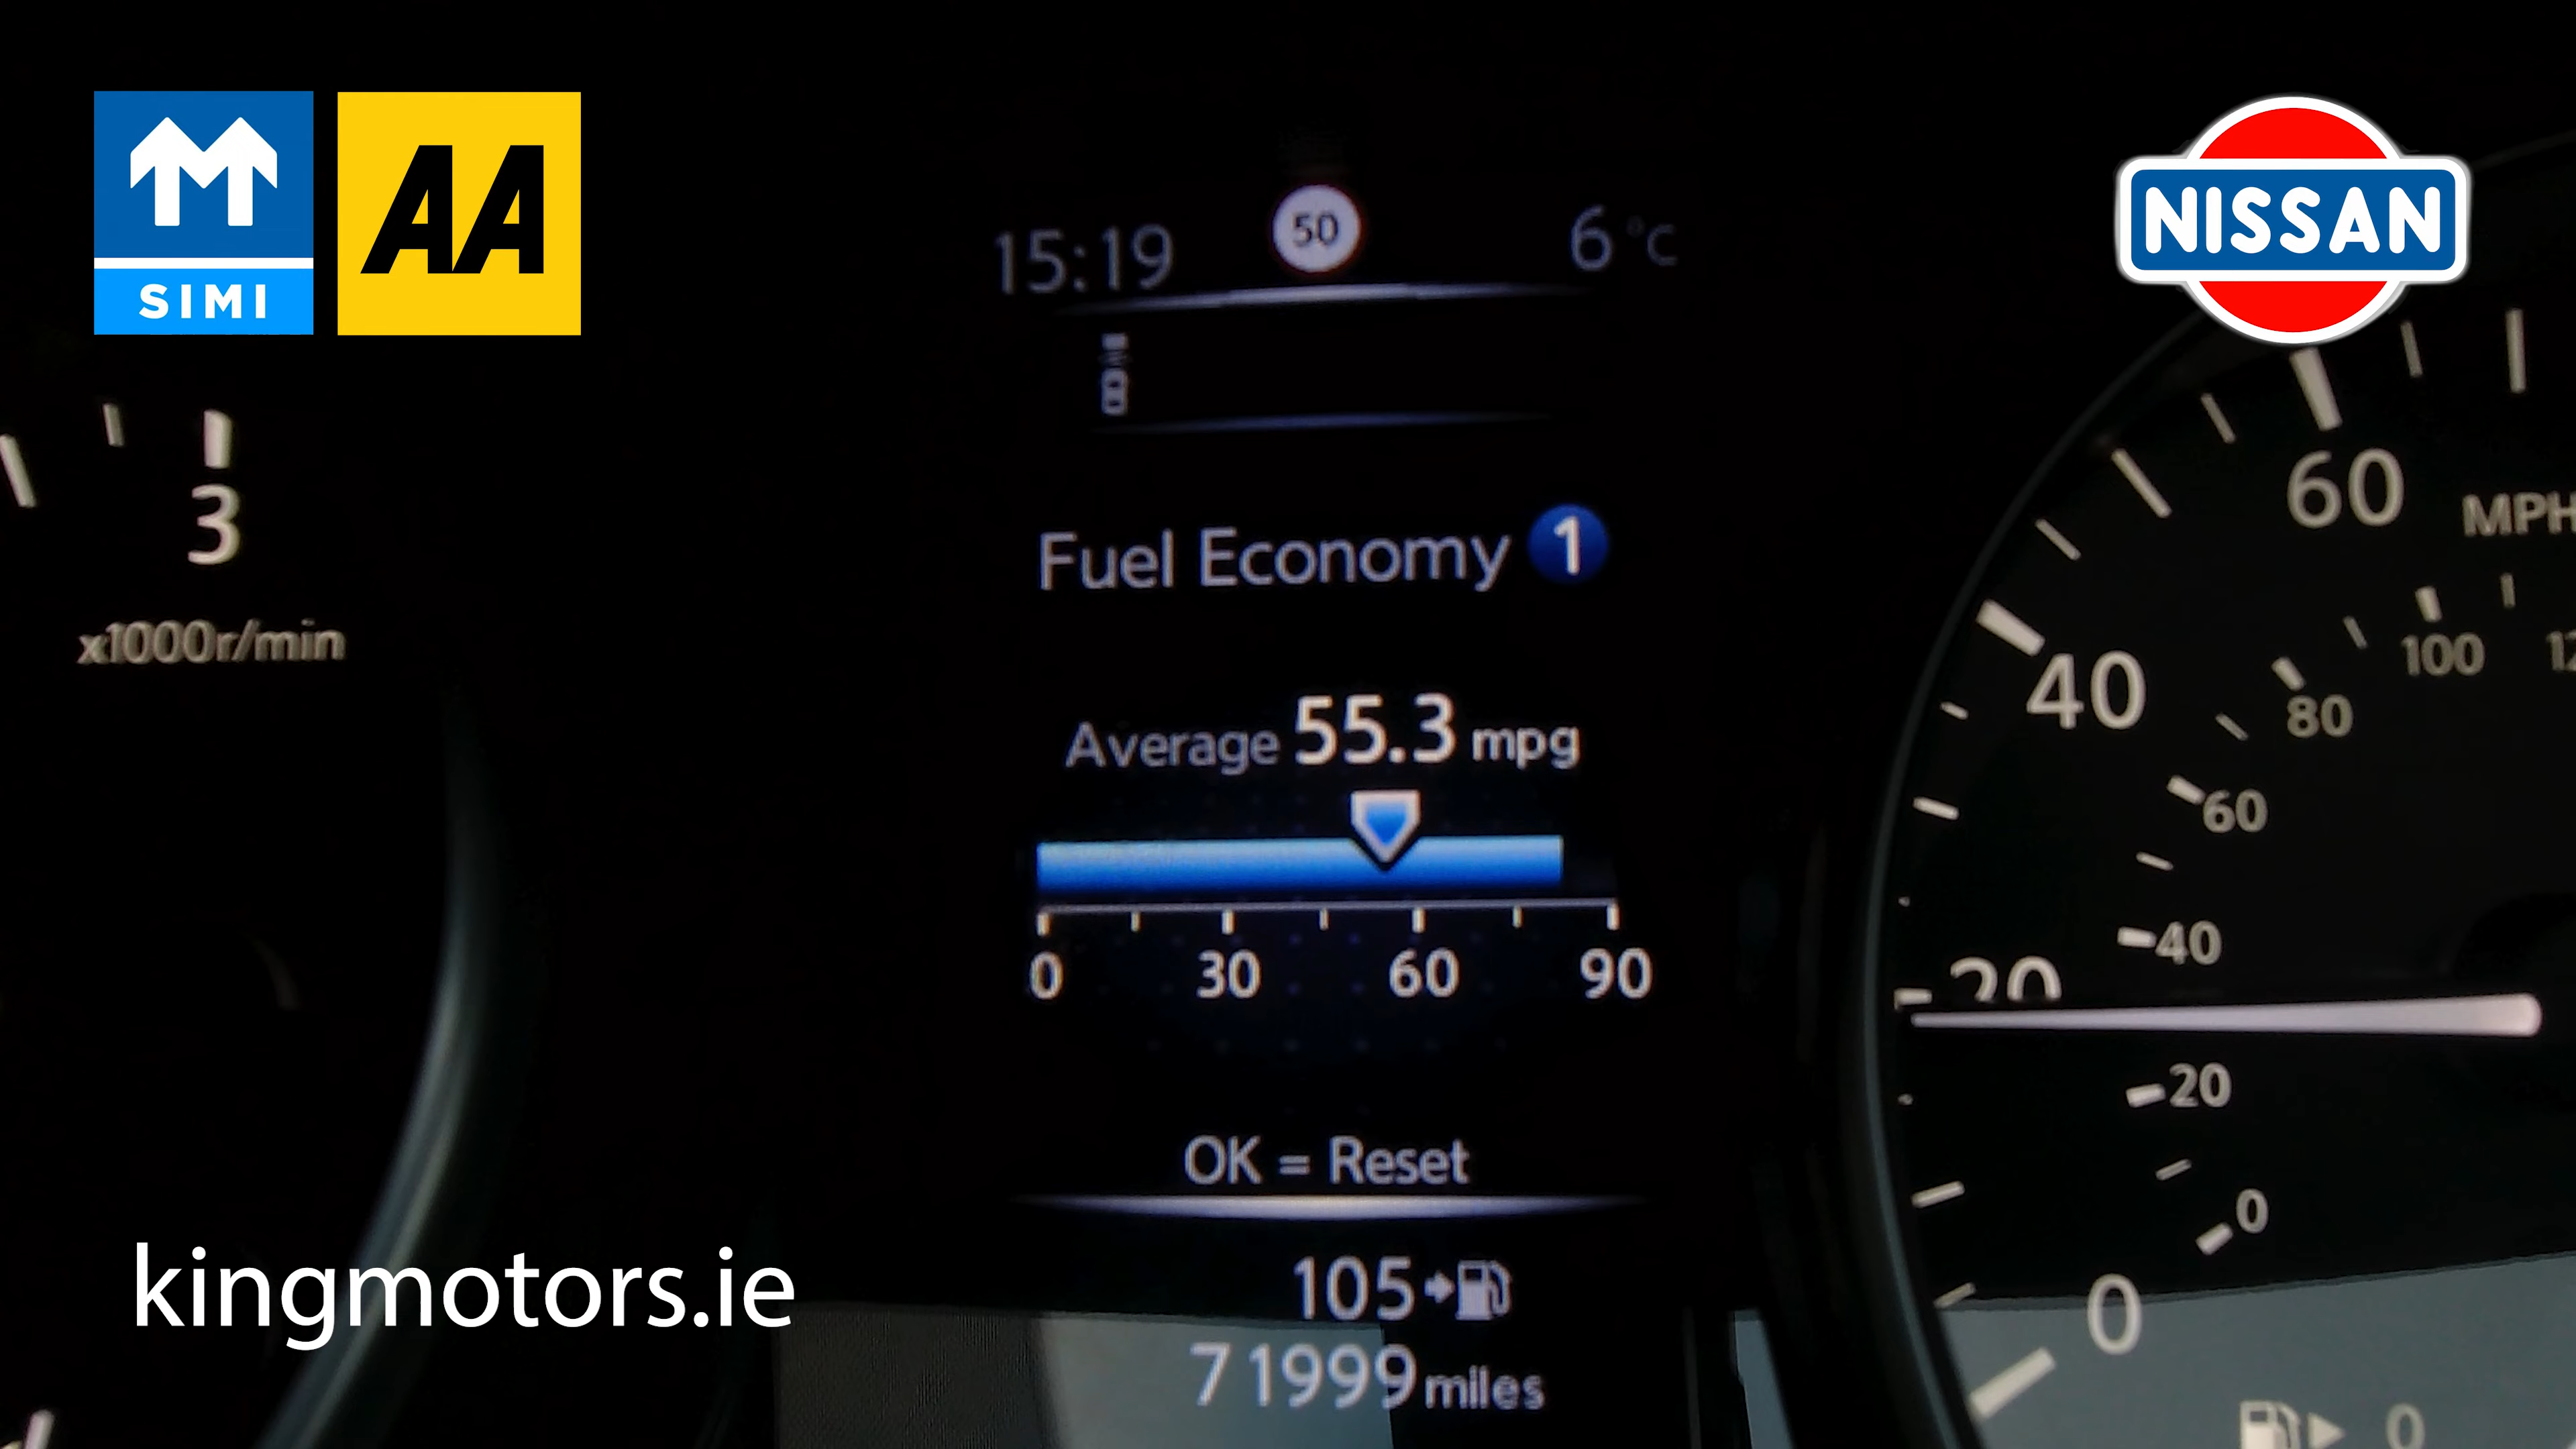 SIMI
AA
NISSAN
15:19
50
6 °C
3
x1000r/min
Fuel Economy 1
Average 55.3 mpg
0 30 60 90
OK = Reset
105
71999 miles
60
MPH
40
20
0
100
80
60
40
20
0
0
kingmotors.ie